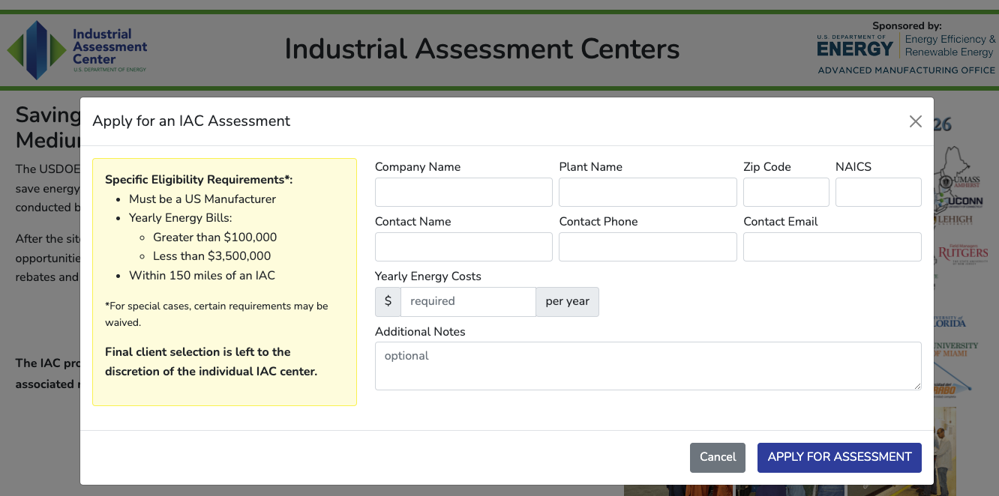 Industrial
Assessment
Center
U.S. DEPARTMENT OF ENERGY
Industrial Assessment Centers
Sponsored by:
U.S. DEPARTMENT OF
ENERGY
Energy Efficiency &
Renewable Energy
ADVANCED MANUFACTURING OFFICE
Saving
Medium
The USDOE
save energy
conducted b
After the site
opportunitie
rebates and
The IAC pro
associated r
Apply for an IAC Assessment
Specific Eligibility Requirements*:
• Must be a US Manufacturer
• Yearly Energy Bills:
◦ Greater than $100,000
◦ Less than $3,500,000
• Within 150 miles of an IAC
*For special cases, certain requirements may be
waived.
Final client selection is left to the
discretion of the individual IAC center.
Company Name Plant Name Zip Code NAICS
Contact Name Contact Phone Contact Email
Yearly Energy Costs
$ required per year
Additional Notes
optional
Cancel APPLY FOR ASSESSMENT
26
UMASS
AMHERST
UCONN
LEHIGH
UNIVERSITY
Field Managers
RUTGERS
LORIDA
UNIVERSITY
OF MIAMI